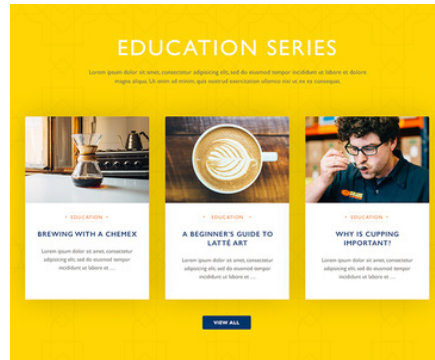 EDUCATION SERIES
Lorem ipsum dolor sit amet, consectetur adipiscing elit, sed do eiusmod tempor incididunt ut labore et dolore
magna aliqua. Ut enim ad minim, quis nostrud exercitation ullamco nisi ut ex ea consequat.
- EDUCATION -
BREWING WITH A CHEMEX
Lorem ipsum dolor sit amet, consectetur
adipiscing elit, sed do eiusmod tempor
incididunt ut labore et ...
- EDUCATION -
A BEGINNER'S GUIDE TO
LATTÉ ART
Lorem ipsum dolor sit amet, consectetur
adipiscing elit, sed do eiusmod tempor
incididunt ut labore et ...
- EDUCATION -
WHY IS CUPPING
IMPORTANT?
Lorem ipsum dolor sit amet, consectetur
adipiscing elit, sed do eiusmod tempor
incididunt ut labore et ...
VIEW ALL